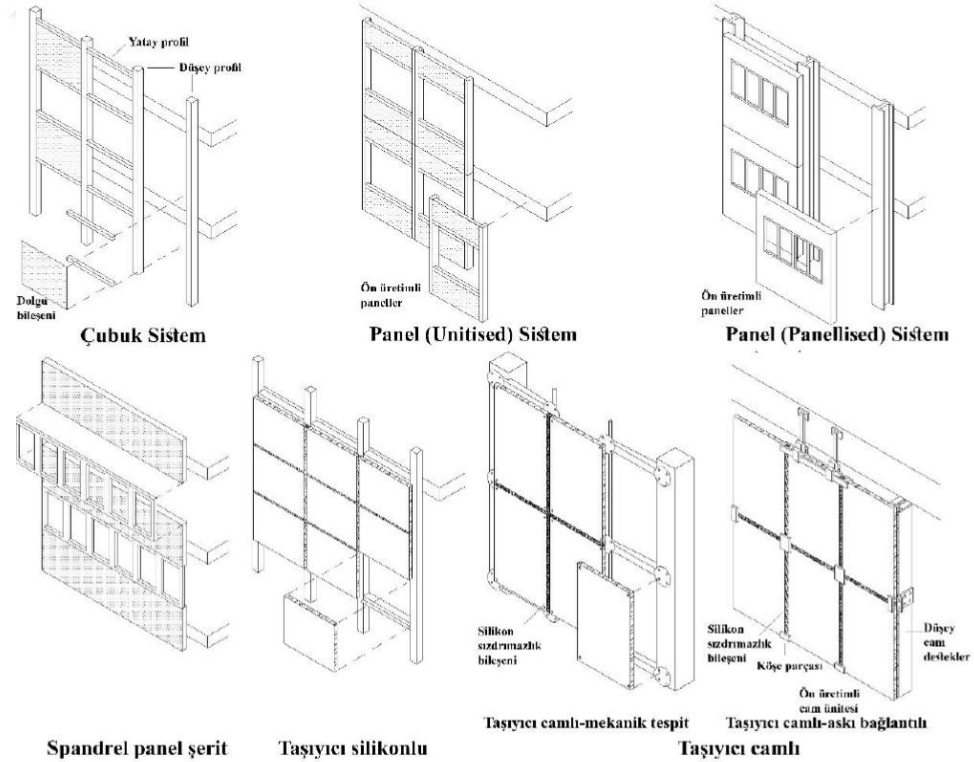 Yatay profil
Düşey profil
Dolgu
bileşeni
Çubuk Sistem
Ön üretimli
paneller
Panel (Unitised) Sistem
Ön üretimli
paneller
Panel (Panellised) Sistem
Spandrel panel şerit
Taşıyıcı silikonlu
Silikon
sızdrımazlık
bileşeni
Taşıyıcı camlı-mekanik tespit
Silikon
sızdrımazlık
bileşeni
Köşe parçası
Ön üretimli
cam ünitesi
Düşey
cam
destekler
Taşıyıcı camlı-askı bağlantılı
Taşıyıcı camlı